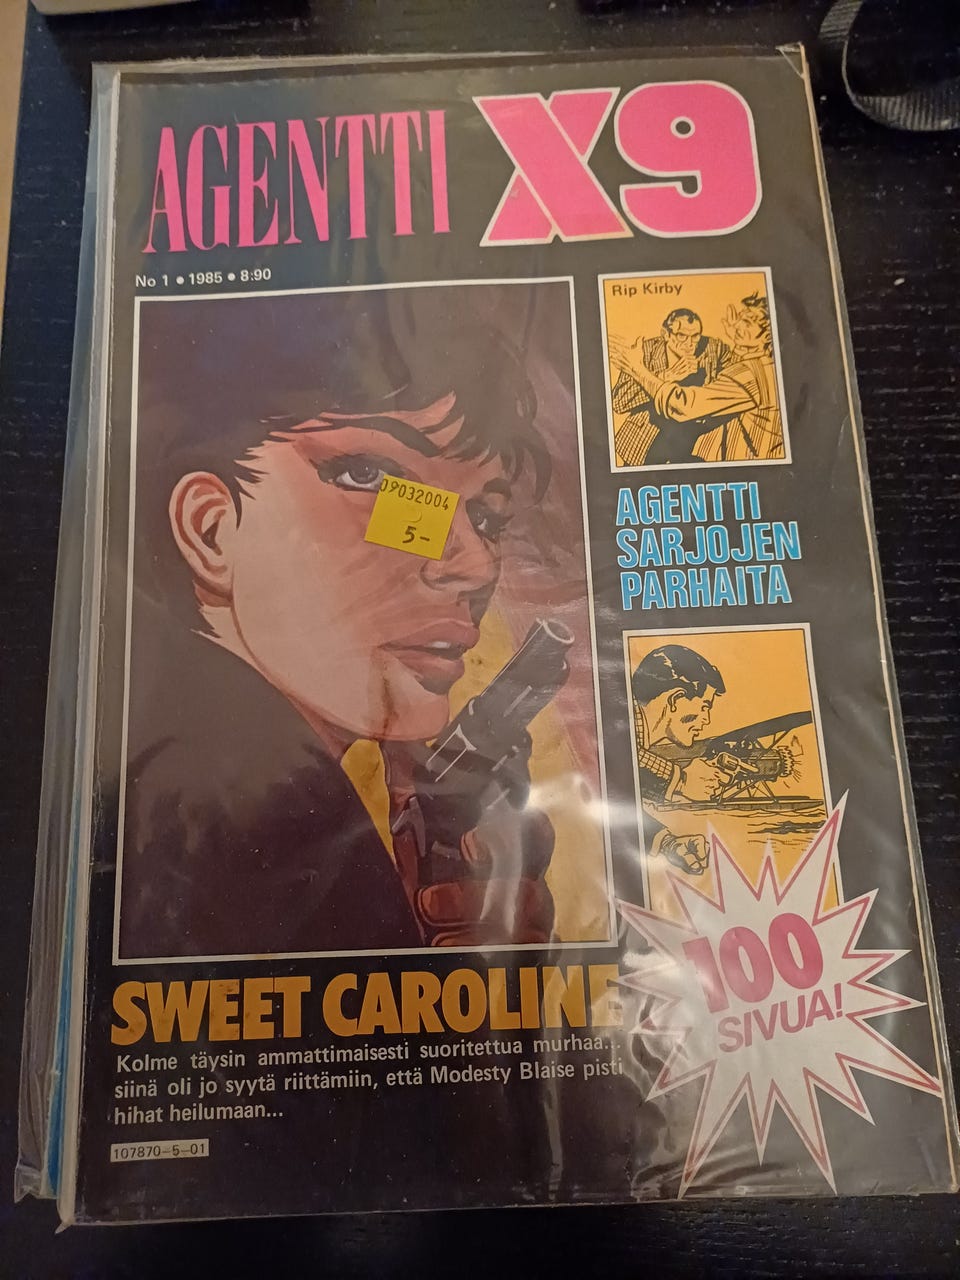 AGENTTI X9
No 1 • 1985 • 8:90
Rip Kirby
09032004
5-
AGENTTI
SARJOJEN
PARHAITA
100
SIVUA!
SWEET CAROLINE
Kolme täysin ammattimaisesti suoritettua murhaa...
siinä oli jo syytä riittämiin, että Modesty Blaise pisti
hihat heilumaan...
107870-5-01